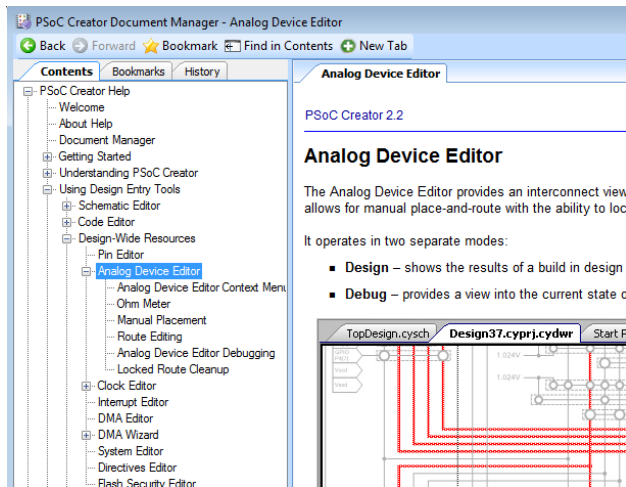 PSoC Creator Document Manager - Analog Device Editor
Back Forward Bookmark Find in Contents New Tab
Contents Bookmarks History
PSoC Creator Help
Welcome
About Help
Document Manager
Getting Started
Understanding PSoC Creator
Using Design Entry Tools
Schematic Editor
Code Editor
Design-Wide Resources
Pin Editor
Analog Device Editor
Analog Device Editor Context Menu
Ohm Meter
Manual Placement
Route Editing
Analog Device Editor Debugging
Locked Route Cleanup
Clock Editor
Interrupt Editor
DMA Editor
DMA Wizard
System Editor
Directives Editor
Flash Security Editor
Analog Device Editor
PSoC Creator 2.2
Analog Device Editor
The Analog Device Editor provides an interconnect view
allows for manual place-and-route with the ability to loc
It operates in two separate modes:
Design – shows the results of a build in design
Debug – provides a view into the current state
TopDesign.cysch Design37.cyprj.cydwr Start
GPIO
P4[7]
1.024V
Vssd
1.024V